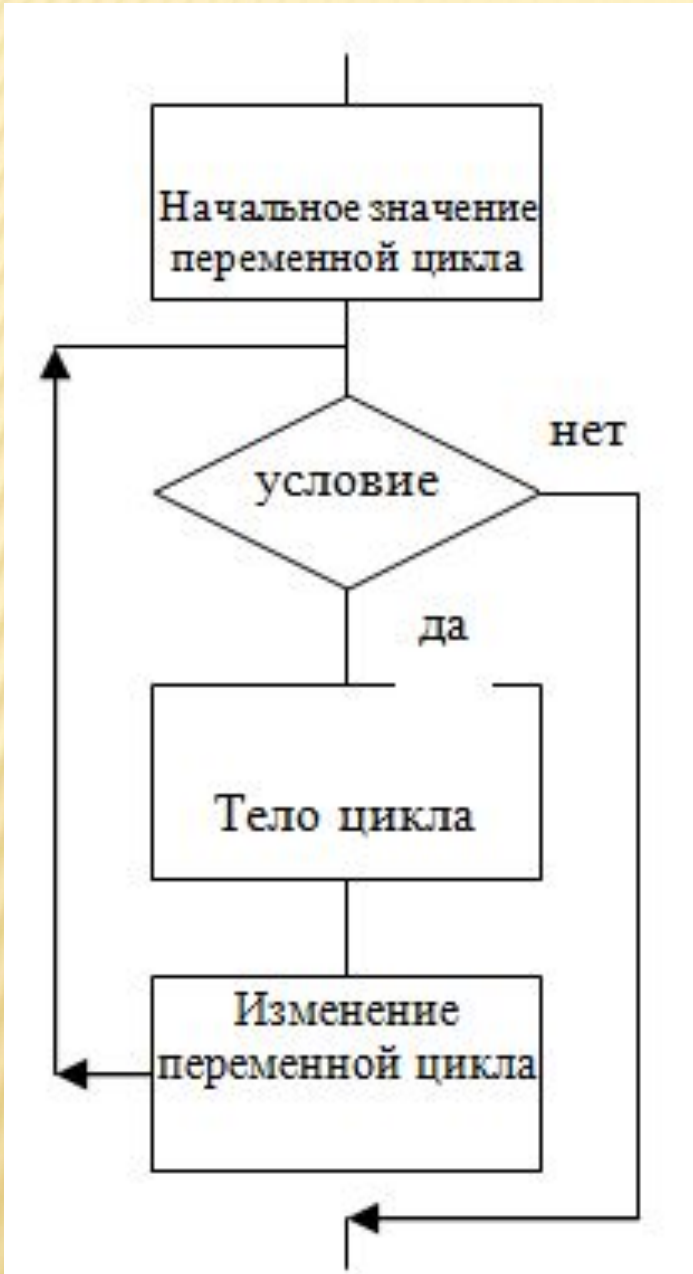 Начальное значение
переменной цикла
условие
нет
да
Тело цикла
Изменение
переменной цикла